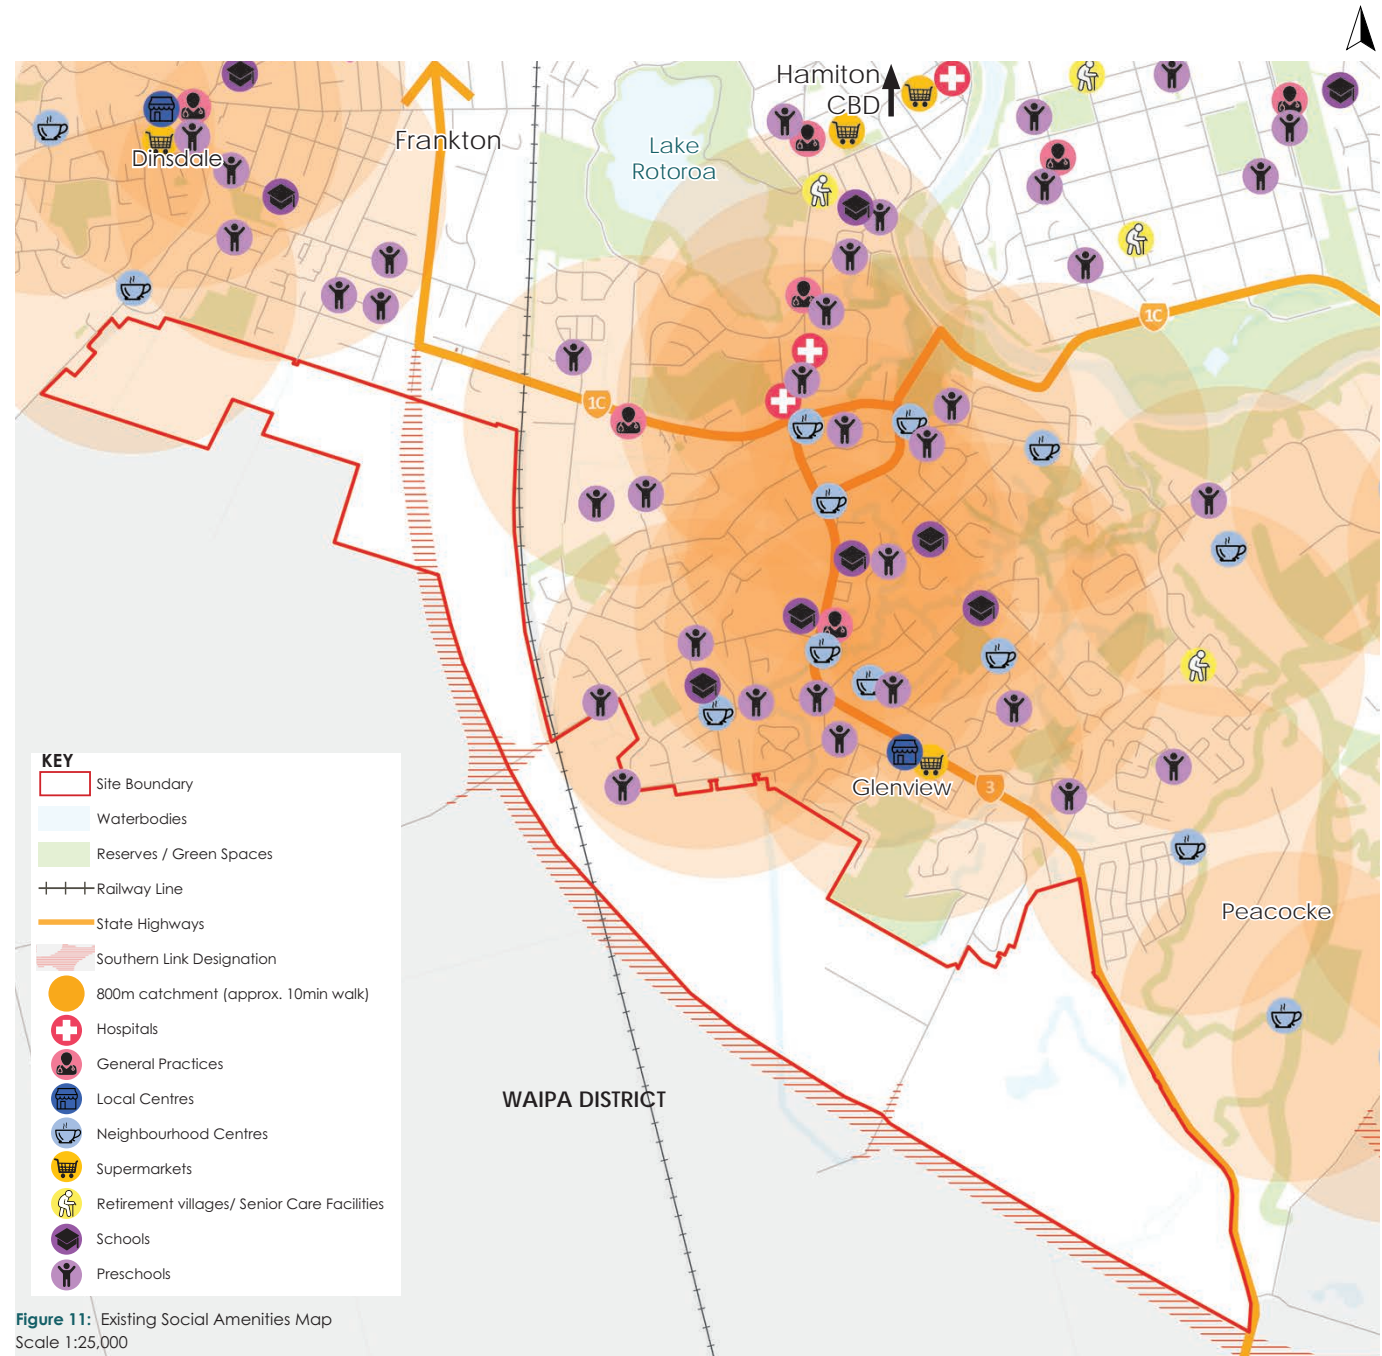 Hamiton
CBD
Frankton
Lake
Rotoroa
Dinsdale
1C
1C
Glenview
3
Peacocke
WAIPA DISTRICT
KEY
Site Boundary
Waterbodies
Reserves / Green Spaces
Railway Line
State Highways
Southern Link Designation
800m catchment (approx. 10min walk)
Hospitals
General Practices
Local Centres
Neighbourhood Centres
Supermarkets
Retirement villages/ Senior Care Facilities
Schools
Preschools
Figure 11: Existing Social Amenities Map
Scale 1:25,000